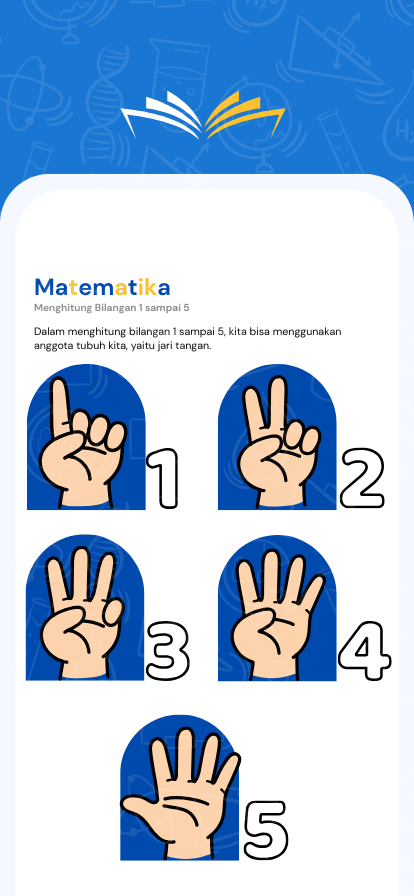 Matematika
Menghitung Bilangan 1 sampai 5
Dalam menghitung bilangan 1 sampai 5, kita bisa menggunakan
anggota tubuh kita, yaitu jari tangan.
1
2
3
4
5